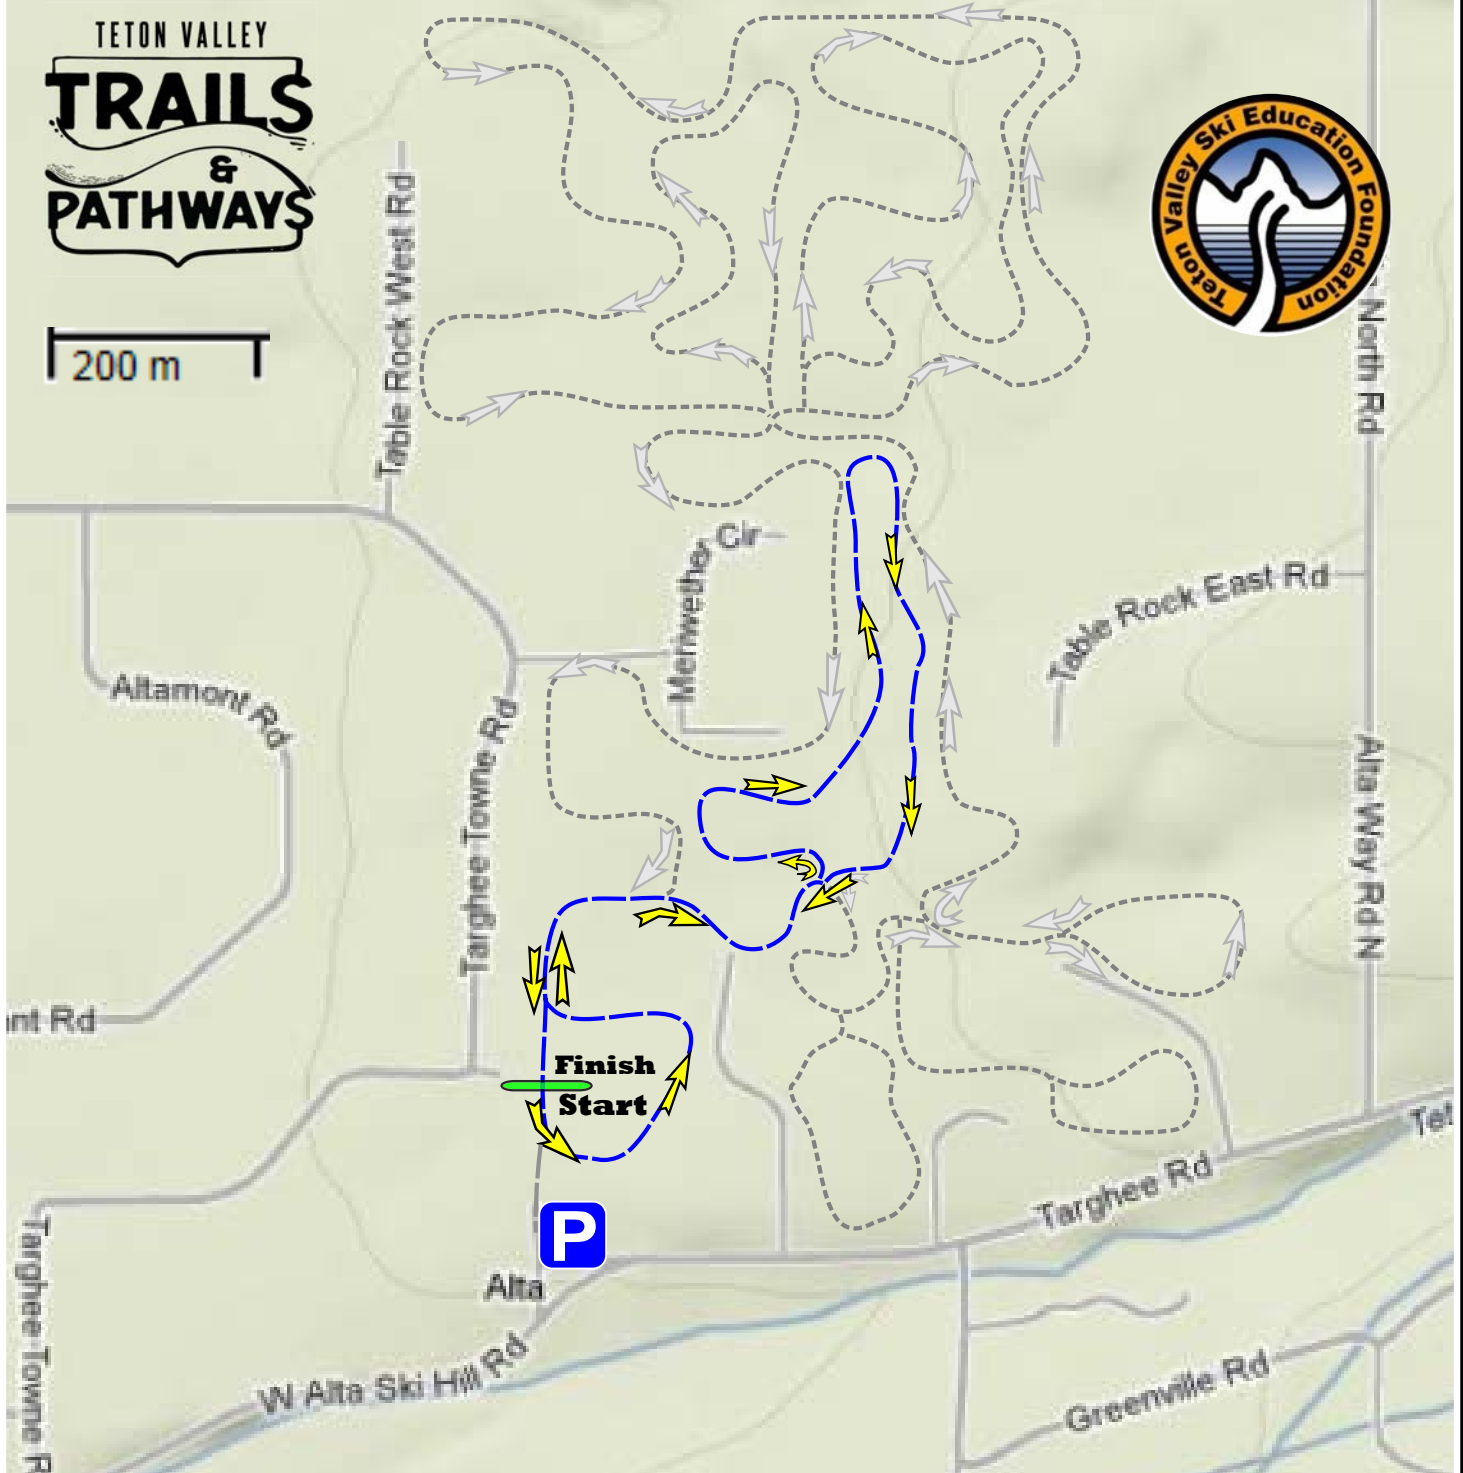 TETON VALLEY
TRAILS
&
PATHWAYS
200 m
Teton Valley Ski Education Foundation
Table Rock West Rd
North Rd
Meriwether Cir
Table Rock East Rd
Altamont Rd
Targhee Towne Rd
Alta Way Rd N
nt Rd
Finish
Start
P
Alta
Targhee Rd
Tet
Targhee Towne R
W Alta Ski Hill Rd
Greenville Rd